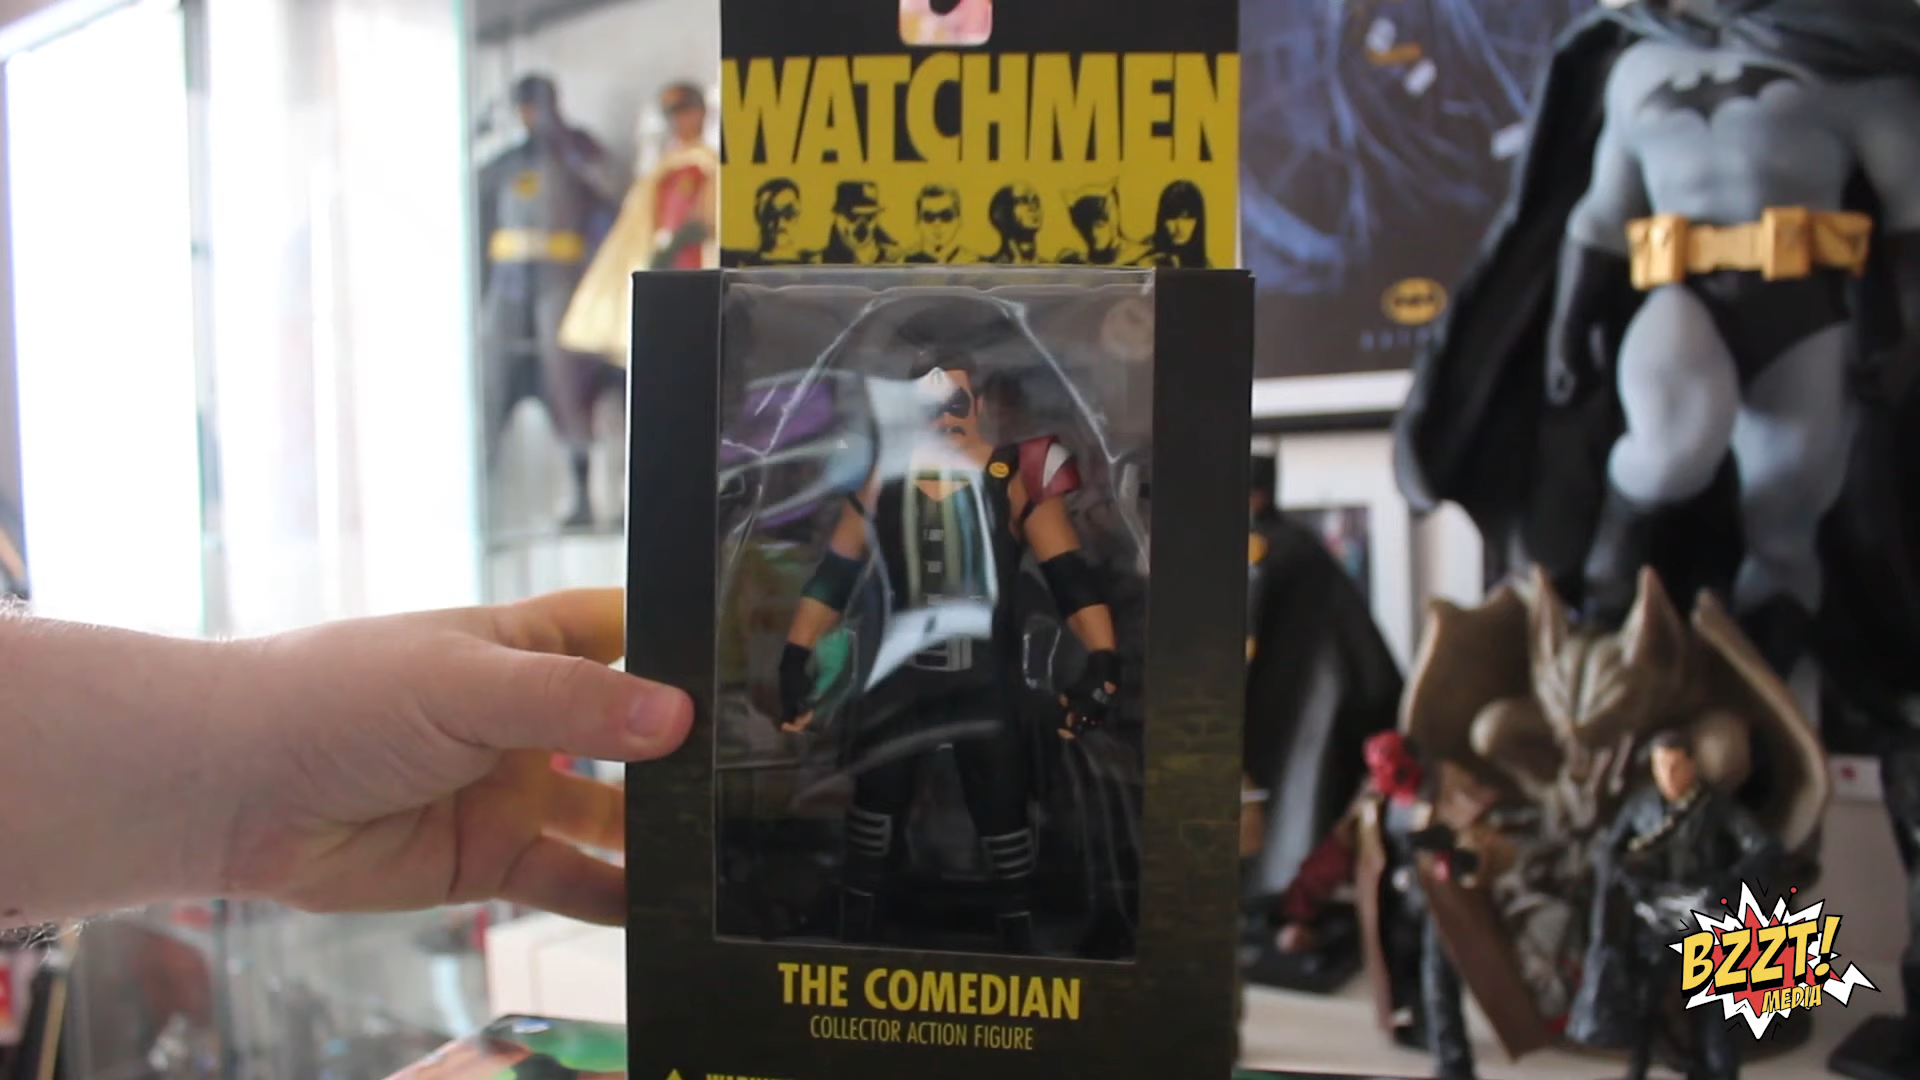 WATCHMEN
THE COMEDIAN
COLLECTOR ACTION FIGURE
BZZT!
MEDIA